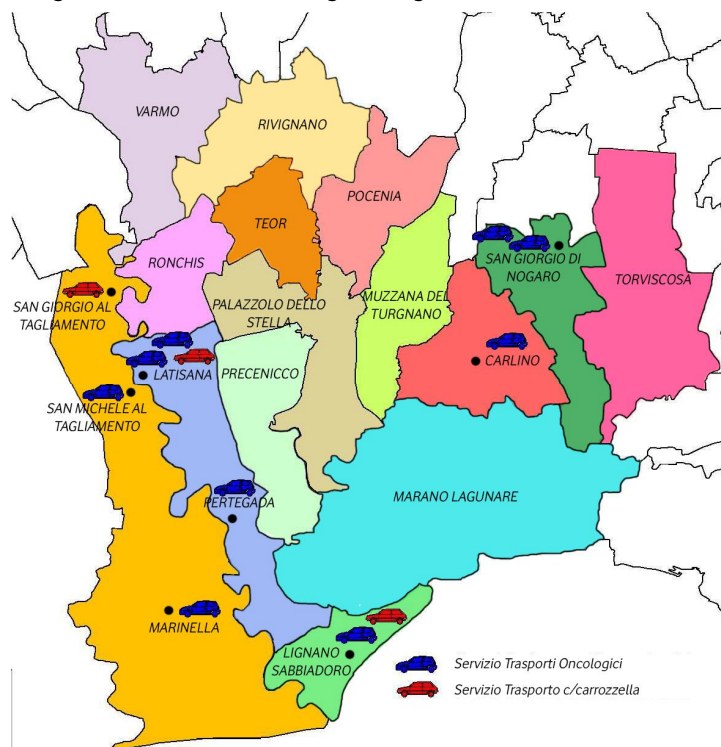 VARMO
RIVIGNANO
POCENIA
TEOR
RONCHIS
SAN GIORGIO DI
NOGARO
TORVISCOSA
SAN GIORGIO AL
TAGLIAMENTO
PALAZZOLO DELLO
STELLA
MUZZANA DEL
TURGNANO
LATISANA
PRECENICCO
CARLINO
SAN MICHELE AL
TAGLIAMENTO
PERTEGADA
MARANO LAGUNARE
MARINELLA
LIGNANO
SABBIADORO
Servizio Trasporti Oncologici
Servizio Trasporto c/carrozzella